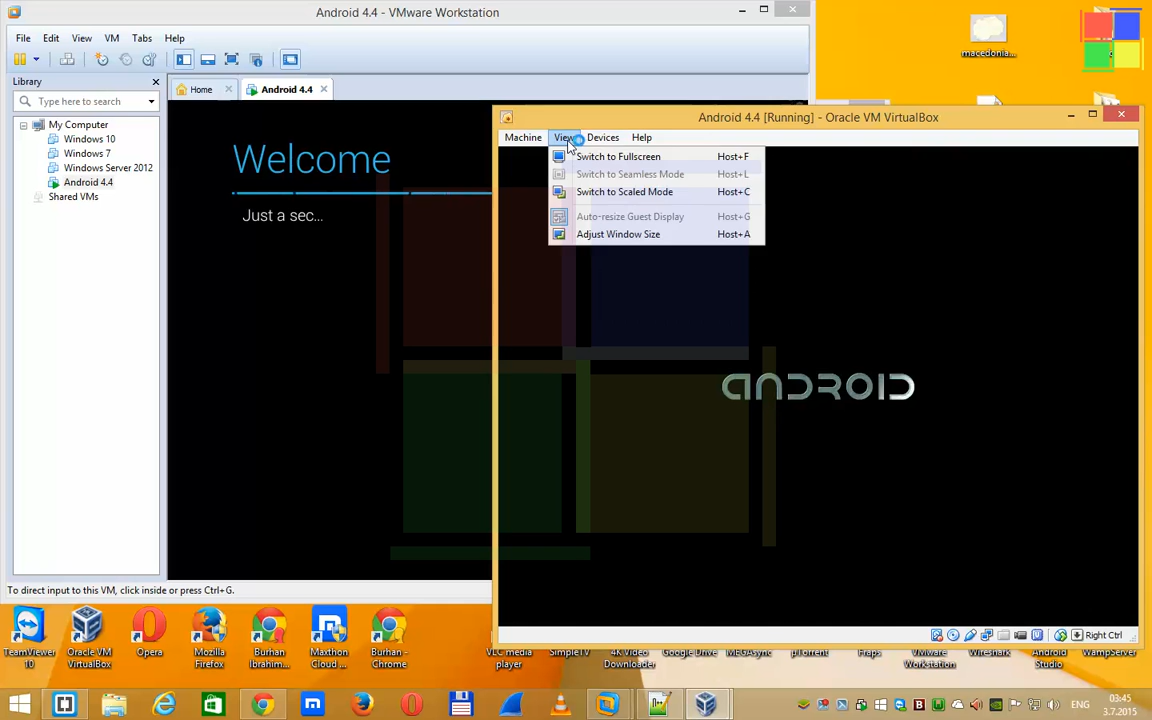 Android 4.4 - VMware Workstation
File Edit View VM Tabs Help
Library
Type here to search
My Computer
Windows 10
Windows 7
Windows Server 2012
Android 4.4
Shared VMs
Home
Android 4.4
Welcome
Just a sec...
To direct input to this VM, click inside or press Ctrl+G.
macedonia...
Android 4.4 [Running] - Oracle VM VirtualBox
Machine View Devices Help
Switch to Fullscreen Host+F
Switch to Seamless Mode Host+L
Switch to Scaled Mode Host+C
Auto-resize Guest Display Host+G
Adjust Window Size Host+A
ANDROID
Right Ctrl
TeamViewer 10
Oracle VM VirtualBox
Opera
Mozilla Firefox
Burhan Ibrahim...
Maxthon Cloud ...
Burhan - Chrome
VLC media player
SimpleTV
4K Video Downloader
Google Drive
MEGAsync
µTorrent
Fraps
VMware Workstation
Wireshark
Android Studio
WampServer
ENG
03:45
3.7.2015